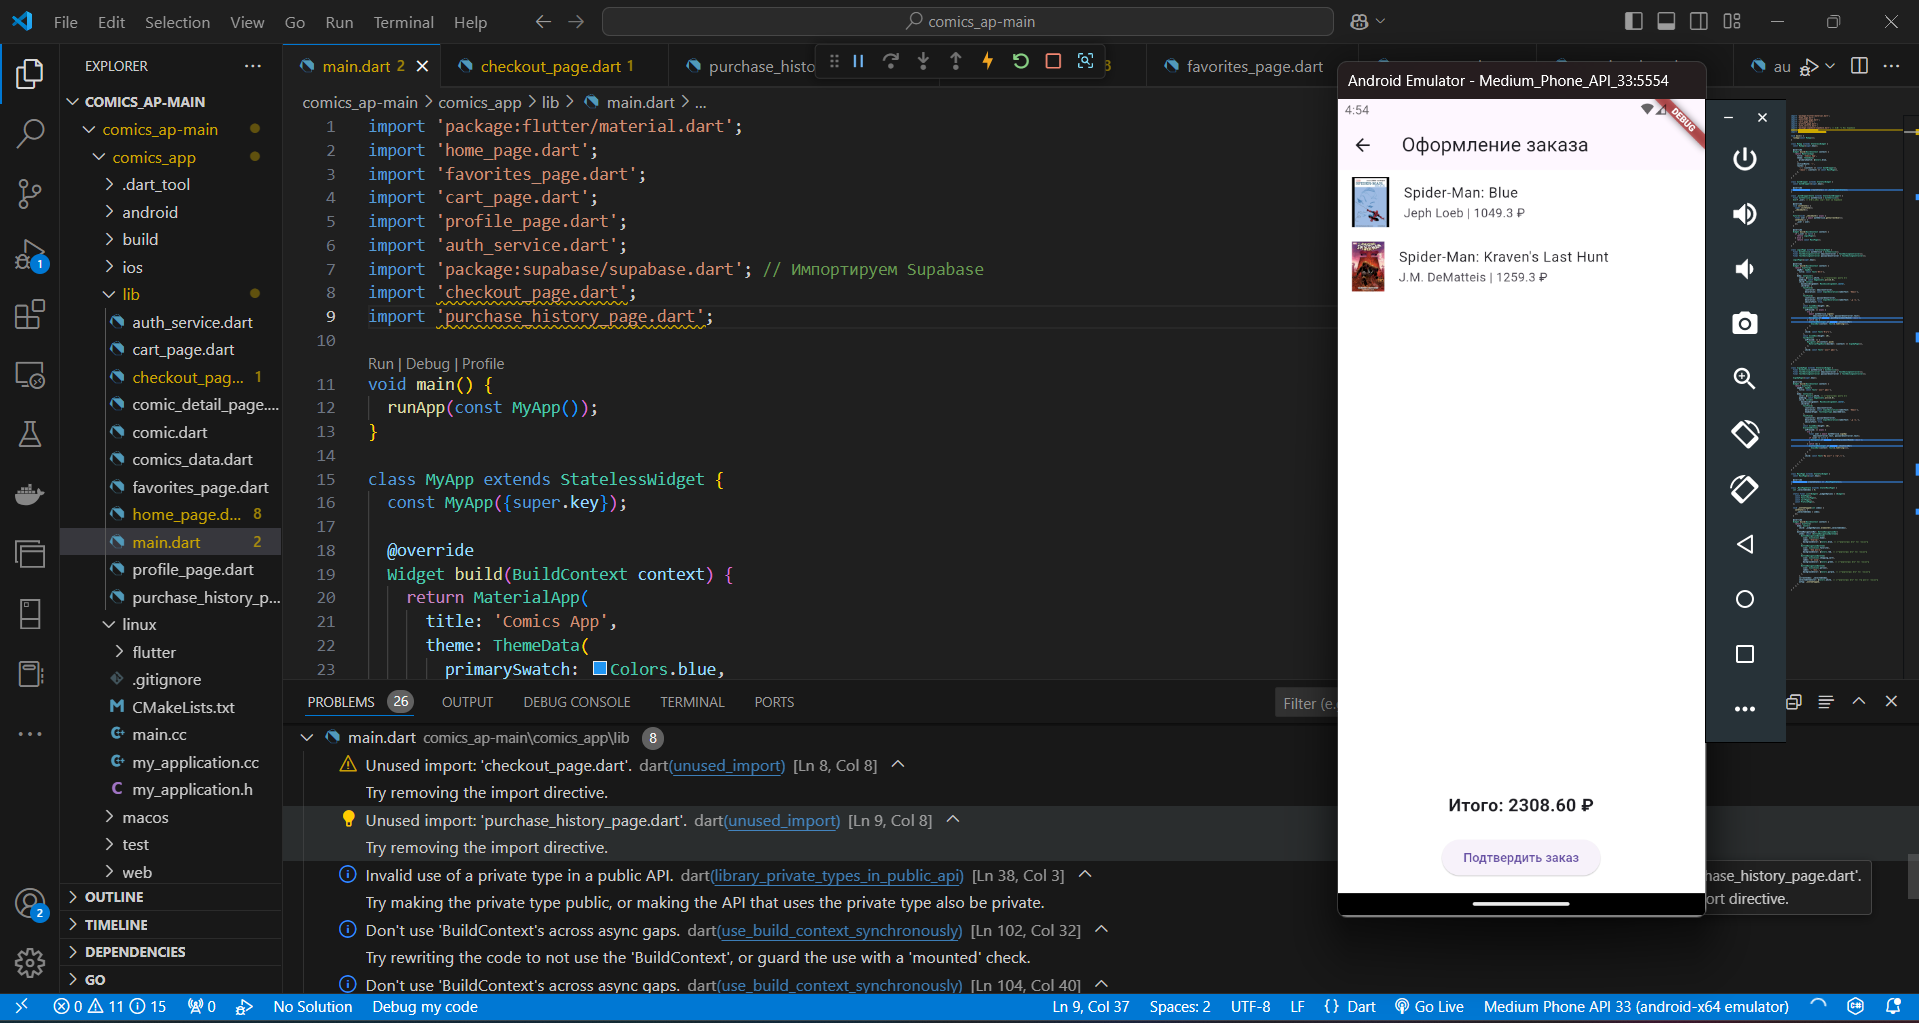 File Edit Selection View Go Run Terminal Help
comics_ap-main
EXPLORER
main.dart 2
checkout_page.dart 1
purchase_histo
3
favorites_page.dart
au
COMICS_AP-MAIN
comics_ap-main
comics_app
.dart_tool
android
build
ios
lib
auth_service.dart
cart_page.dart
checkout_pag... 1
comic_detail_page....
comic.dart
comics_data.dart
favorites_page.dart
home_page.d... 8
main.dart 2
profile_page.dart
purchase_history_p...
linux
flutter
.gitignore
CMakeLists.txt
main.cc
my_application.cc
my_application.h
macos
test
web
OUTLINE
TIMELINE
DEPENDENCIES
GO
1
2
comics_ap-main > comics_app > lib > main.dart > ...
1 import 'package:flutter/material.dart';
2 import 'home_page.dart';
3 import 'favorites_page.dart';
4 import 'cart_page.dart';
5 import 'profile_page.dart';
6 import 'auth_service.dart';
7 import 'package:supabase/supabase.dart'; // Импортируем Supabase
8 import 'checkout_page.dart';
9 import 'purchase_history_page.dart';
10
Run | Debug | Profile
11 void main() {
12 runApp(const MyApp());
13 }
14
15 class MyApp extends StatelessWidget {
16 const MyApp({super.key});
17
18 @override
19 Widget build(BuildContext context) {
20 return MaterialApp(
21 title: 'Comics App',
22 theme: ThemeData(
23 primarySwatch: Colors.blue,
PROBLEMS 26 OUTPUT DEBUG CONSOLE TERMINAL PORTS
Filter (e.
main.dart comics_ap-main\comics_app\lib 8
Unused import: 'checkout_page.dart'. dart(unused_import) [Ln 8, Col 8]
Try removing the import directive.
Unused import: 'purchase_history_page.dart'. dart(unused_import) [Ln 9, Col 8]
Try removing the import directive.
Invalid use of a private type in a public API. dart(library_private_types_in_public_api) [Ln 38, Col 3]
Try making the private type public, or making the API that uses the private type also be private.
Don't use 'BuildContext's across async gaps. dart(use_build_context_synchronously) [Ln 102, Col 32]
Try rewriting the code to not use the 'BuildContext', or guard the use with a 'mounted' check.
Don't use 'BuildContext's across async gaps. dart(use_build_context_synchronously) [Ln 104, Col 40]
Android Emulator - Medium_Phone_API_33:5554
4:54
DEBUG
Оформление заказа
Spider-Man: Blue
Jeph Loeb | 1049.3 ₽
Spider-Man: Kraven's Last Hunt
J.M. DeMatteis | 1259.3 ₽
Итого: 2308.60 ₽
Подтвердить заказ
hase_history_page.dart'.
ort directive.
0 11 15 0 No Solution Debug my code Ln 9, Col 37 Spaces: 2 UTF-8 LF {} Dart Go Live Medium Phone API 33 (android-x64 emulator)